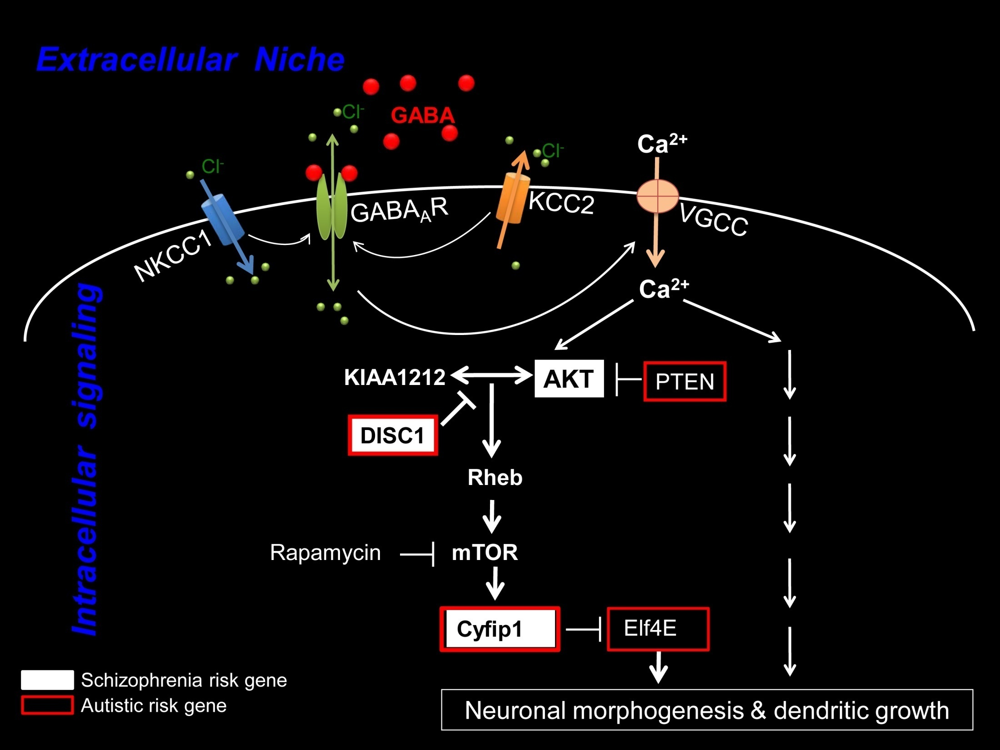 Extracellular Niche
Cl-
GABA
Cl-
Cl-
Ca2+
GABAAR
KCC2
VGCC
NKCC1
Ca2+
Intracellular signaling
KIAA1212
AKT
PTEN
DISC1
Rheb
Rapamycin
mTOR
Cyfip1
Elf4E
Schizophrenia risk gene
Autistic risk gene
Neuronal morphogenesis & dendritic growth